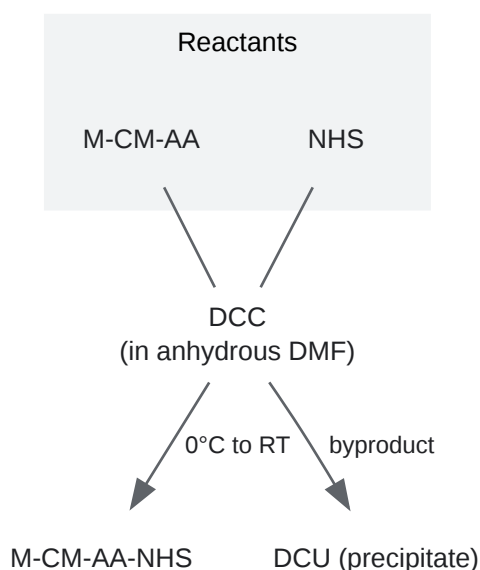 Reactants
M-CM-AA NHS
DCC
(in anhydrous DMF)
0°C to RT byproduct
M-CM-AA-NHS DCU (precipitate)